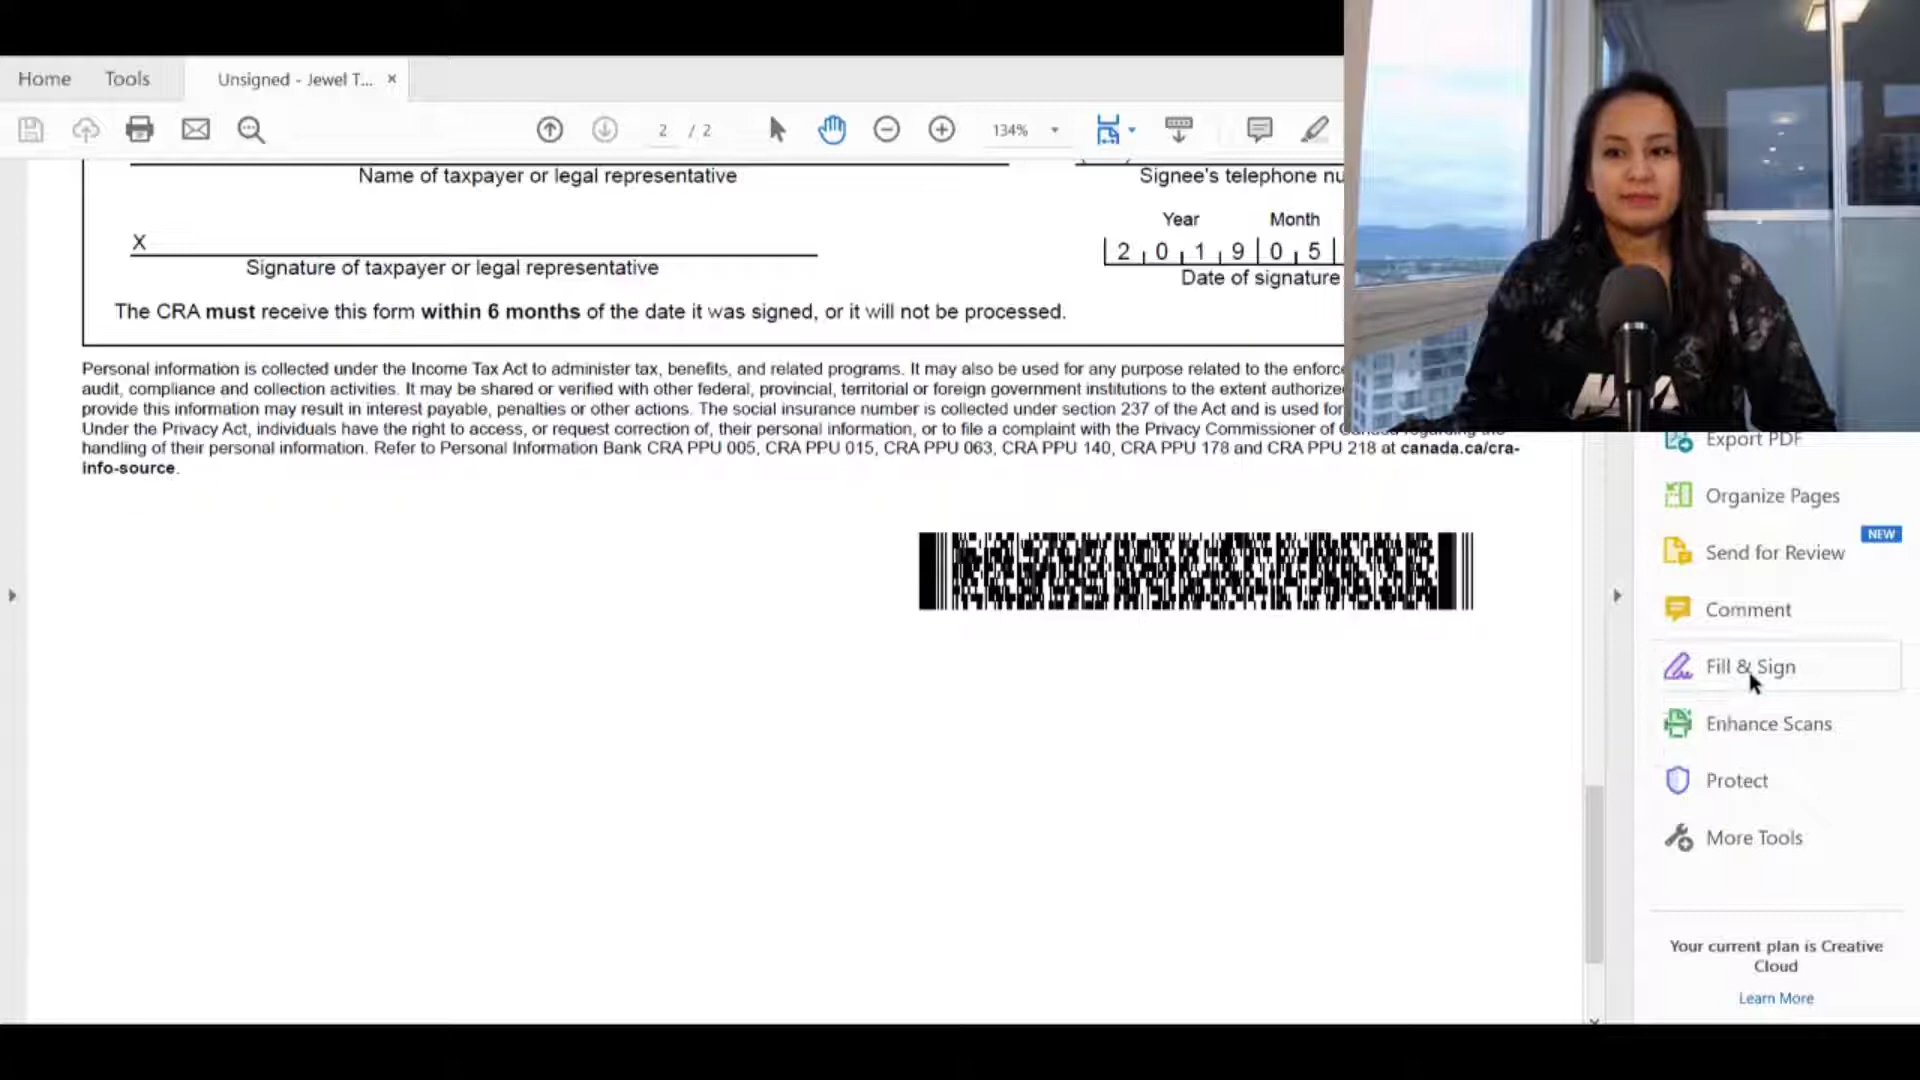 Home
Tools
Unsigned - Jewel T... ×
2 / 2
134%
Name of taxpayer or legal representative
Signee's telephone nu
Year Month
X
2 0 1 9 0 5
Signature of taxpayer or legal representative
Date of signature
The CRA must receive this form within 6 months of the date it was signed, or it will not be processed.
Personal information is collected under the Income Tax Act to administer tax, benefits, and related programs. It may also be used for any purpose related to the enforc
audit, compliance and collection activities. It may be shared or verified with other federal, provincial, territorial or foreign government institutions to the extent authorize
provide this information may result in interest payable, penalties or other actions. The social insurance number is collected under section 237 of the Act and is used for
Under the Privacy Act, individuals have the right to access, or request correction of, their personal information, or to file a complaint with the Privacy Commissioner of
handling of their personal information. Refer to Personal Information Bank CRA PPU 005, CRA PPU 015, CRA PPU 063, CRA PPU 140, CRA PPU 178 and CRA PPU 218 at canada.ca/cra-
info-source.
Export PDF
Organize Pages
NEW
Send for Review
Comment
Fill & Sign
Enhance Scans
Protect
More Tools
Your current plan is Creative
Cloud
Learn More